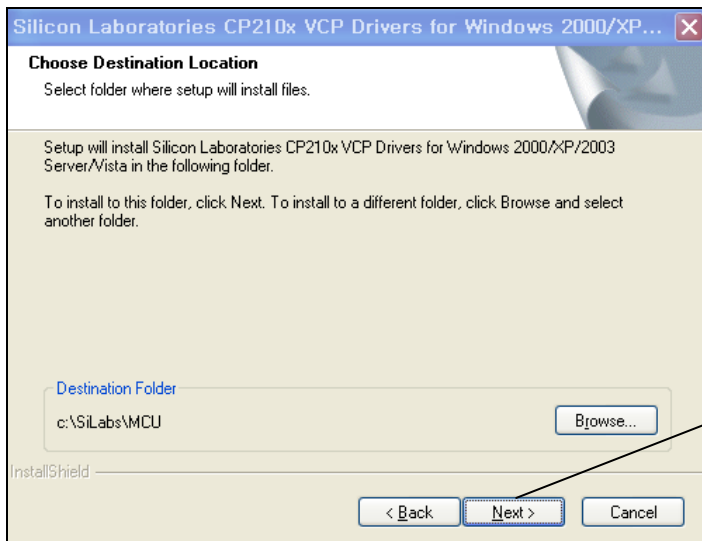 Silicon Laboratories CP210x VCP Drivers for Windows 2000/XP...
Choose Destination Location
Select folder where setup will install files.
Setup will install Silicon Laboratories CP210x VCP Drivers for Windows 2000/XP/2003
Server/Vista in the following folder.
To install to this folder, click Next. To install to a different folder, click Browse and select
another folder.
Destination Folder
c:\SiLabs\MCU
Browse...
InstallShield
< Back
Next >
Cancel